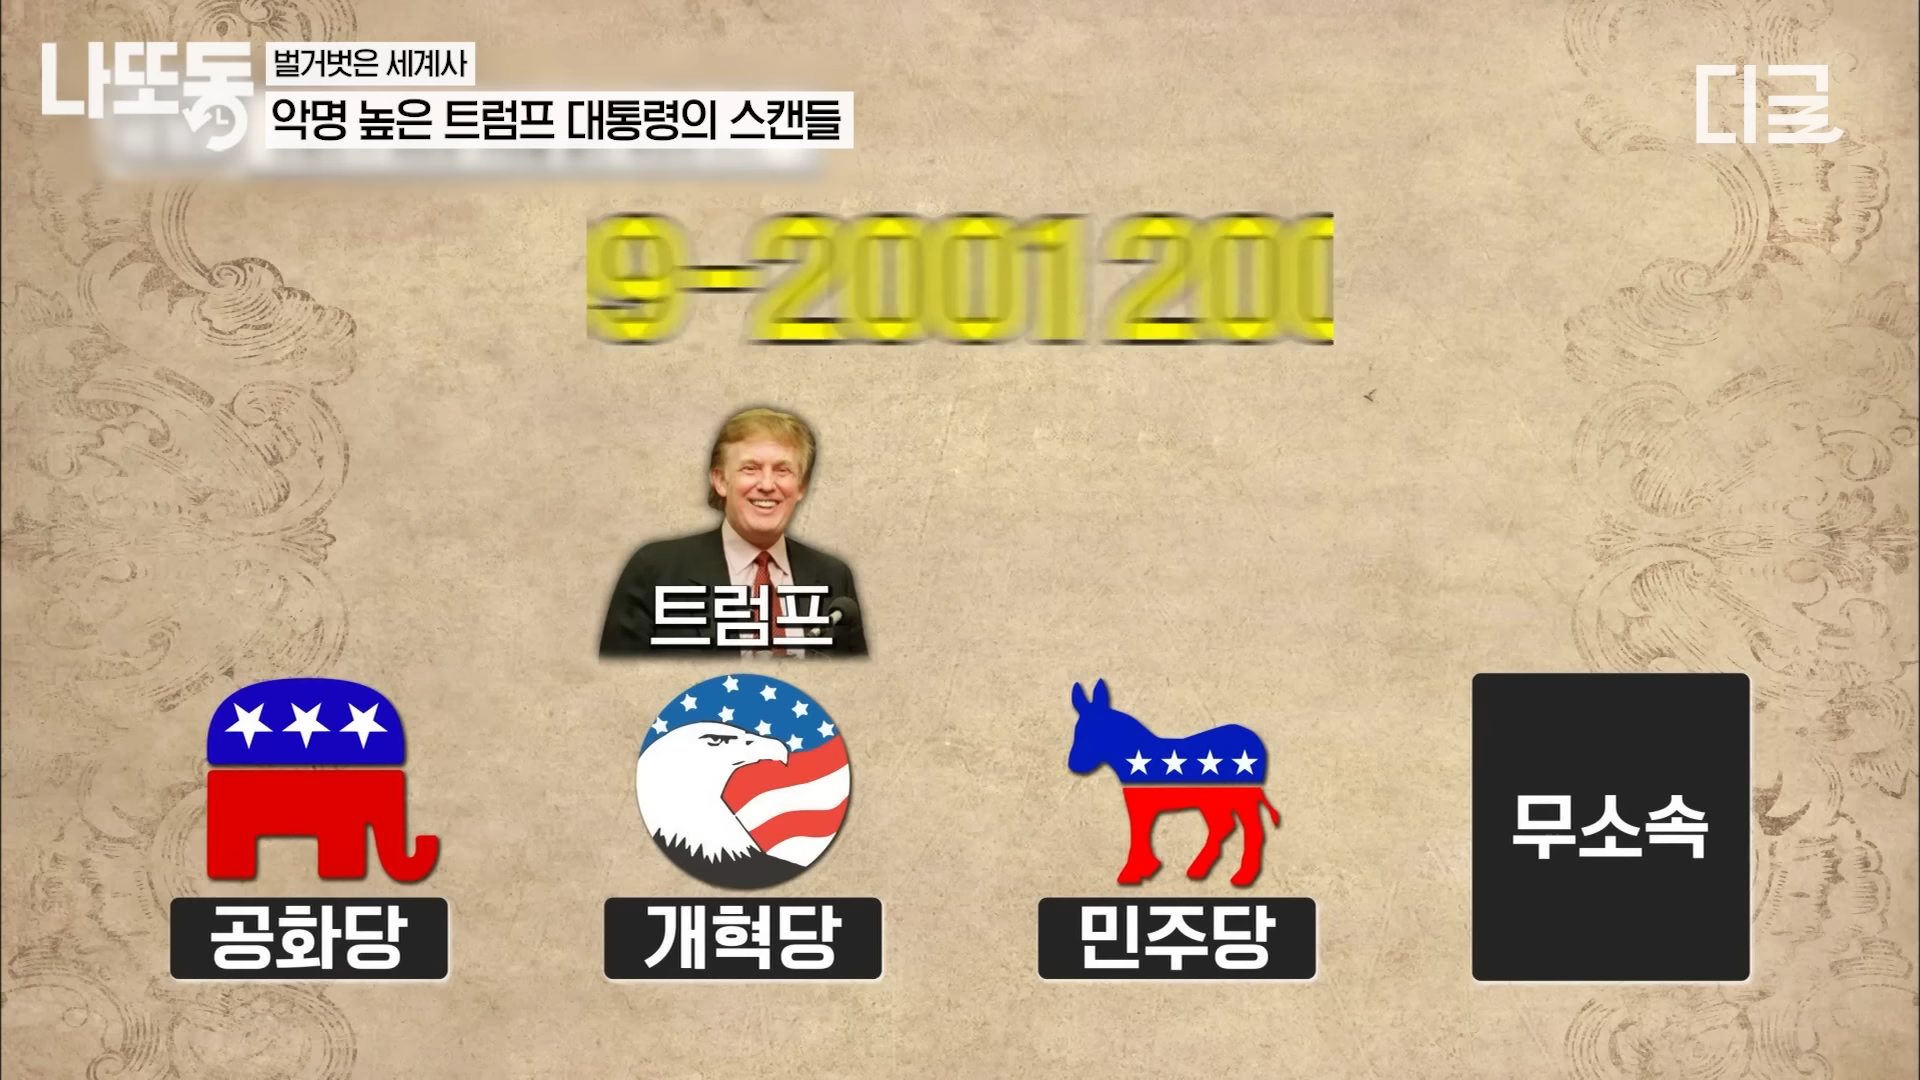 나또동
벌거벗은 세계사
악명 높은 트럼프 대통령의 스캔들
디글
9-2001 200
트럼프
공화당
개혁당
민주당
무소속